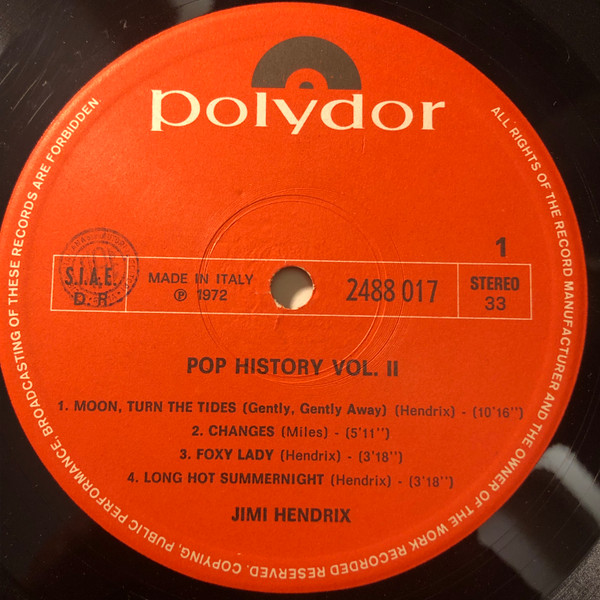 polydor
1
S.I.A.E.
D. R.
MADE IN ITALY
℗ 1972
2488 017
STEREO
33
POP HISTORY VOL. II
1. MOON, TURN THE TIDES (Gently, Gently Away) (Hendrix) - (10'16'')
2. CHANGES (Miles) - (5'11'')
3. FOXY LADY (Hendrix) - (3'18'')
4. LONG HOT SUMMERNIGHT (Hendrix) - (3'18'')
JIMI HENDRIX
ALL RIGHTS OF THE RECORD MANUFACTURER AND THE OWNER OF THE WORK RECORDED RESERVED. COPYING, PUBLIC PERFORMANCE, BROADCASTING OF THESE RECORDS ARE FORBIDDEN.